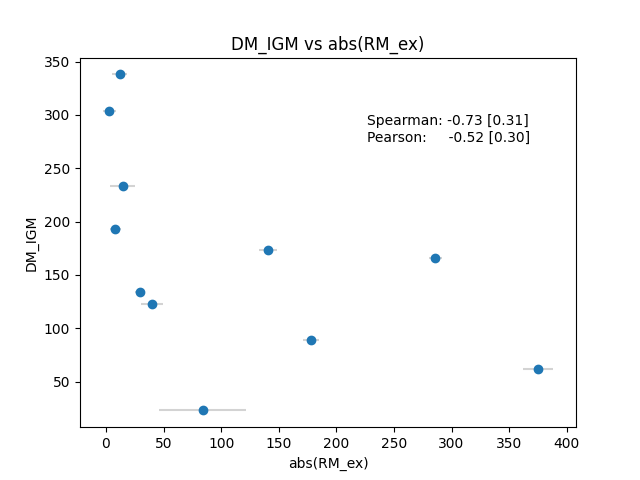 DM_IGM vs abs(RM_ex)
350
300
250
200
150
100
50
DM_IGM
Spearman: -0.73 [0.31]
Pearson: -0.52 [0.30]
0 50 100 150 200 250 300 350 400
abs(RM_ex)